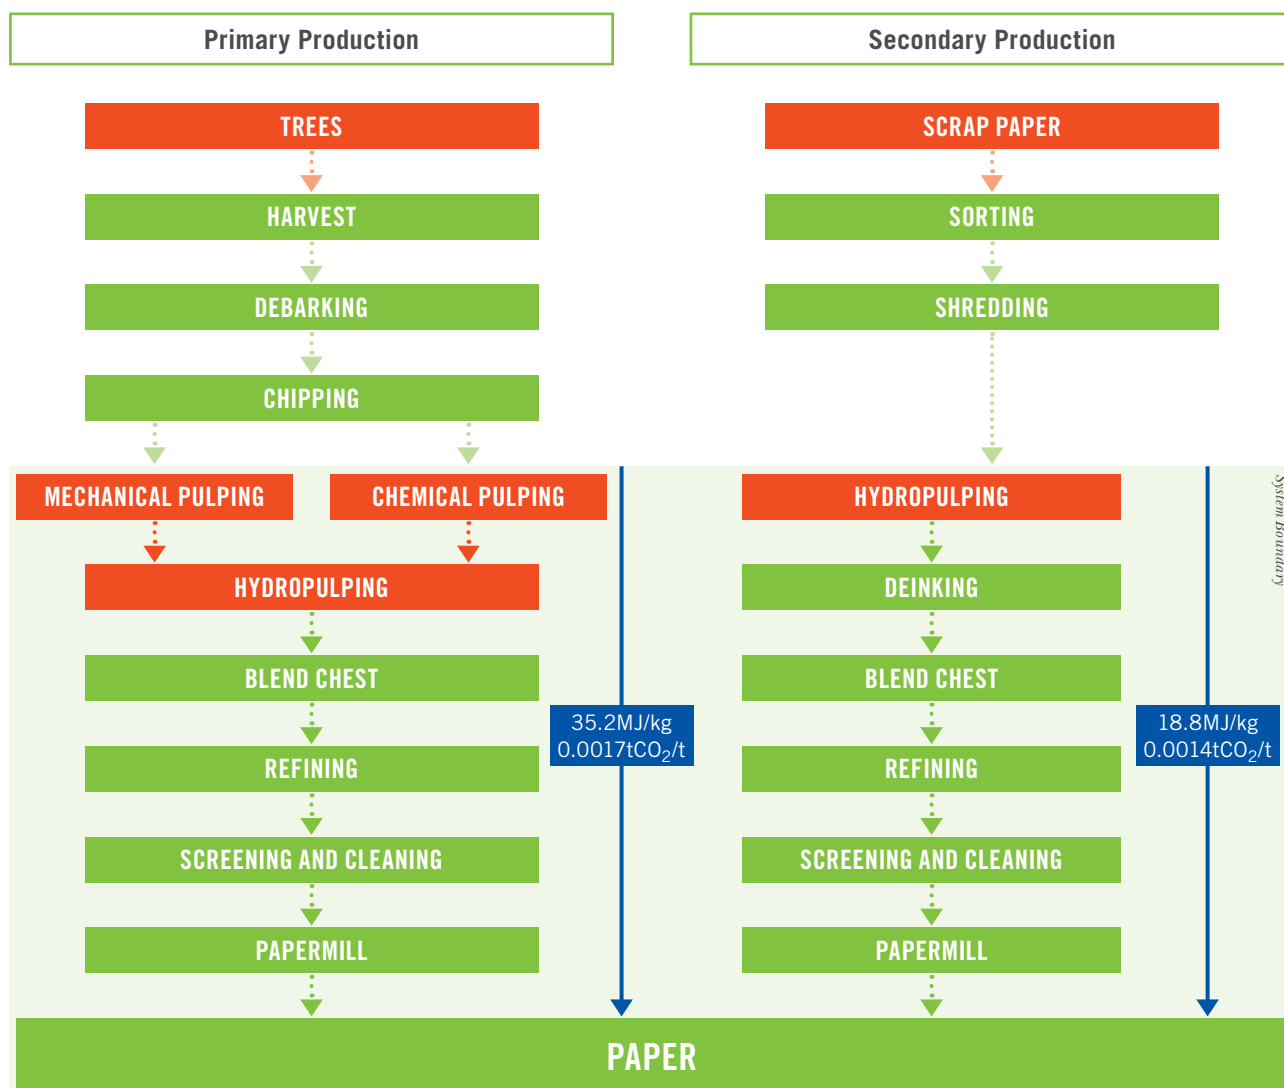 Primary Production
TREES
HARVEST
DEBARKING
CHIPPING
MECHANICAL PULPING
CHEMICAL PULPING
HYDROPULPING
BLEND CHEST
REFINING
SCREENING AND CLEANING
PAPERMILL
35.2MJ/kg
0.0017tCO₂/t
Secondary Production
SCRAP PAPER
SORTING
SHREDDING
HYDROPULPING
DEINKING
BLEND CHEST
REFINING
SCREENING AND CLEANING
PAPERMILL
18.8MJ/kg
0.0014tCO₂/t
System Boundary
PAPER